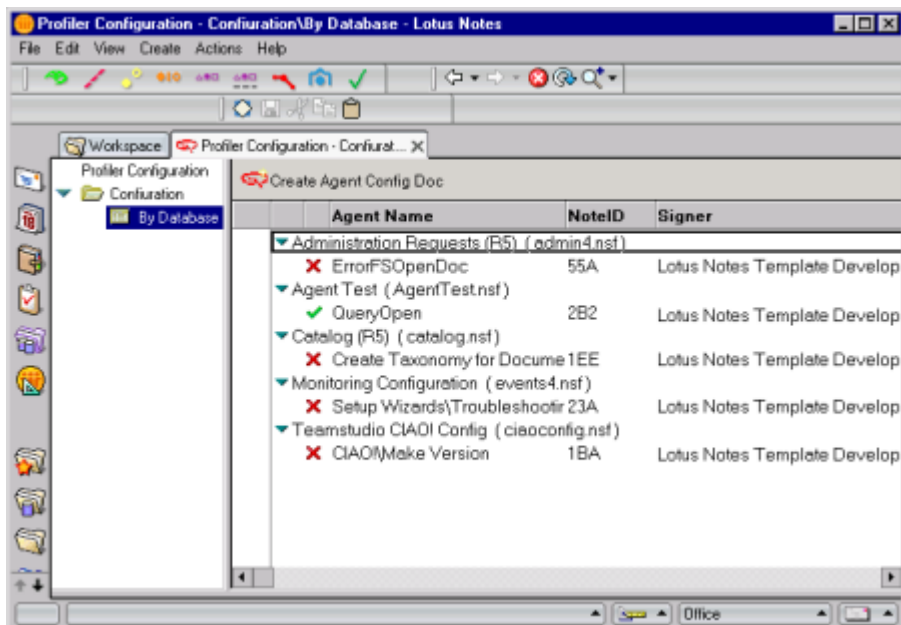 Profiler Configuration - Confiuration\By Database - Lotus Notes
File Edit View Create Actions Help
Workspace Profiler Configuration - Confiurat...
Profiler Configuration
Confiuration
By Database
Create Agent Config Doc
Agent Name NoteID Signer
Administration Requests (R5) (admin4.nsf)
ErrorFSOpenDoc 55A Lotus Notes Template Develop
Agent Test (AgentTest.nsf)
QueryOpen 2B2 Lotus Notes Template Develop
Catalog (R5) (catalog.nsf)
Create Taxonomy for Docume 1EE Lotus Notes Template Develop
Monitoring Configuration (events4.nsf)
Setup Wizards\Troubleshootir 23A Lotus Notes Template Develop
Teamstudio CIAO! Config (ciaoconfig.nsf)
CIAO!\Make Version 1BA Lotus Notes Template Develop
Office